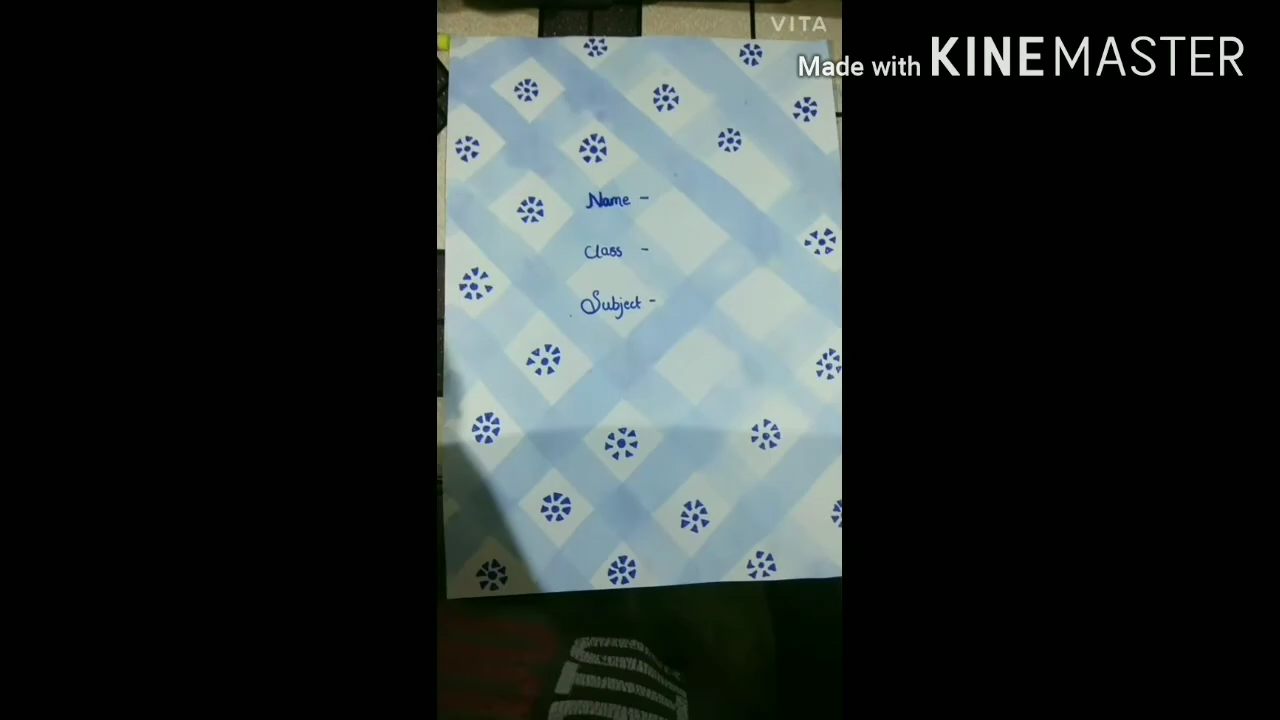 VITA
Made with KINEMASTER
Name -
Class -
Subject -